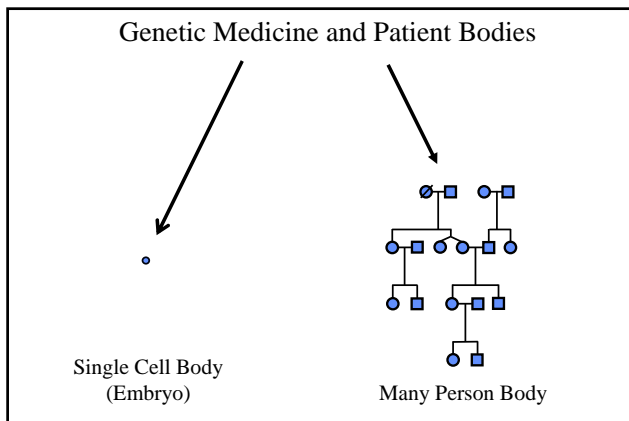 Genetic Medicine and Patient Bodies
Single Cell Body
(Embryo)
Many Person Body